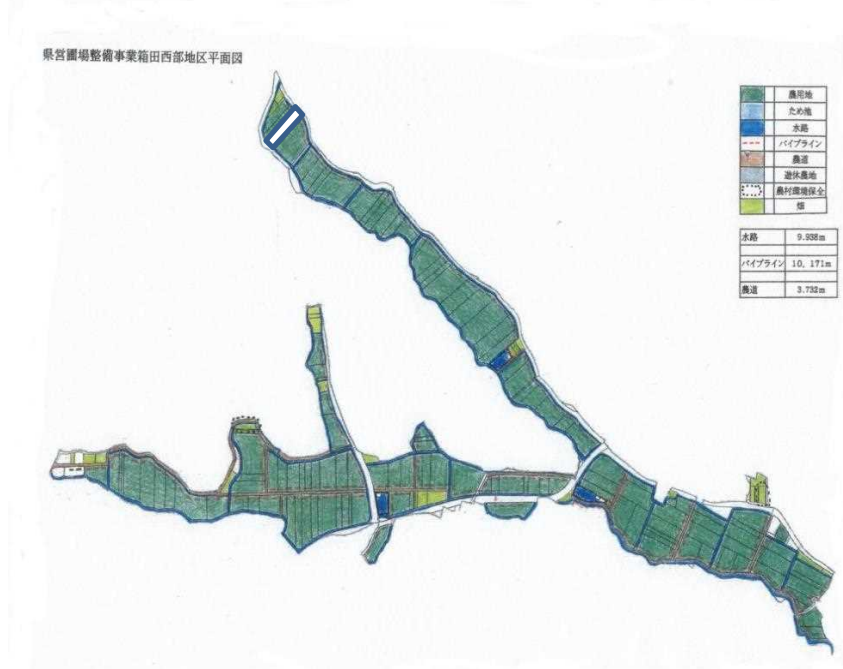 県営圃場整備事業箱田西部地区平面図
農用地
ため池
水路
パイプライン
農道
遊休農地
農村環境保全
畑
水路 9.938m
パイプライン 10, 171m
農道 3.732m